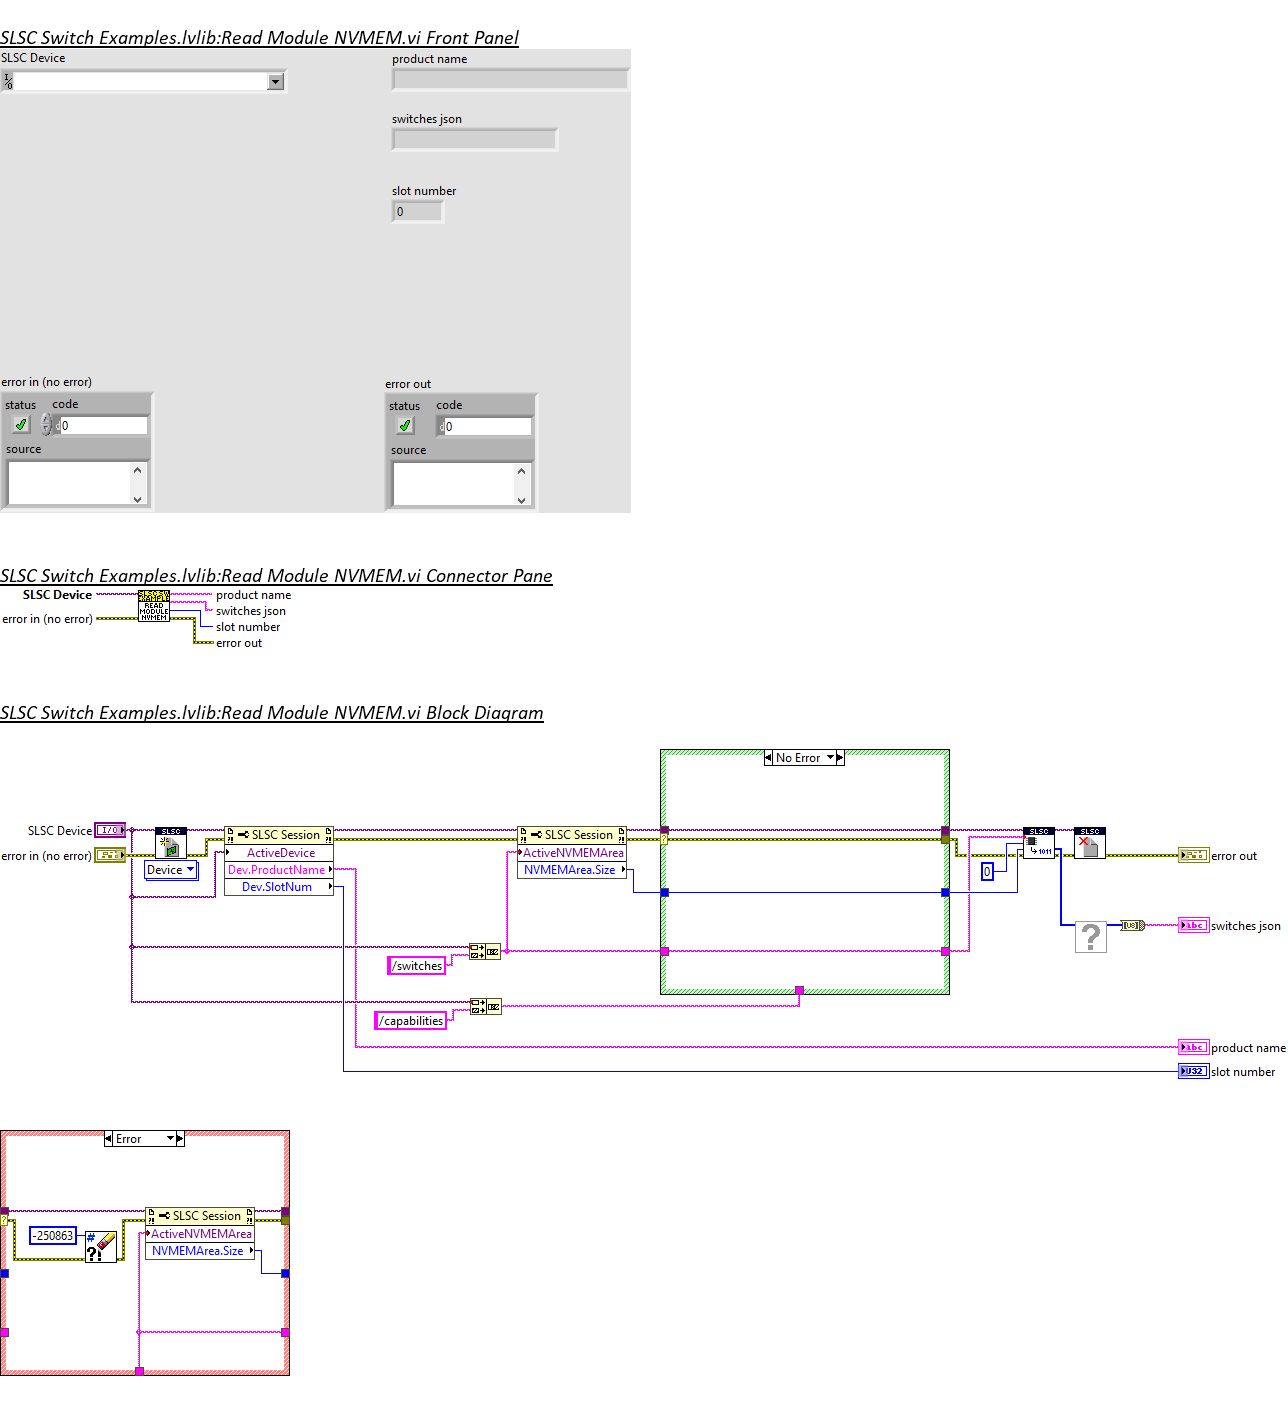 SLSC Switch Examples.lvlib:Read Module NVMEM.vi Front Panel
SLSC Device
product name
I/O
switches json
slot number
0
error in (no error)
error out
status code
status code
0
0
source
source
SLSC Switch Examples.lvlib:Read Module NVMEM.vi Connector Pane
SLSC Device
product name
READ MODULE NVMEM
switches json
error in (no error)
slot number
error out
SLSC Switch Examples.lvlib:Read Module NVMEM.vi Block Diagram
No Error
SLSC Device I/O
SLSC
SLSC Session
SLSC Session
SLSC
SLSC
error in (no error)
ActiveDevice
ActiveNVMEMArea
1011
error out
Device
Dev.ProductName
NVMEMArea.Size
0
Dev.SlotNum
?
[U8]
abc switches json
/switches
/capabilities
abc product name
U32 slot number
Error
?
SLSC Session
-250863
#
??
ActiveNVMEMArea
NVMEMArea.Size